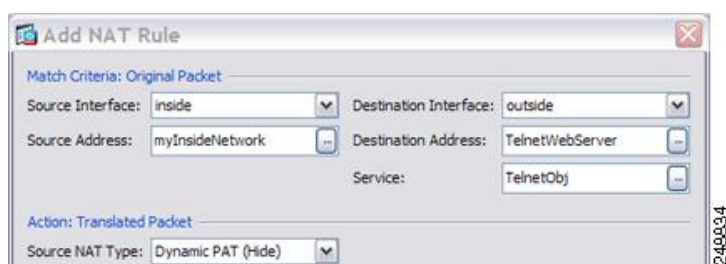 Add NAT Rule
Match Criteria: Original Packet
Source Interface: inside Destination Interface: outside
Source Address: myInsideNetwork ... Destination Address: TelnetWebServer ...
Service: TelnetObj ...
Action: Translated Packet
Source NAT Type: Dynamic PAT (Hide)
248834